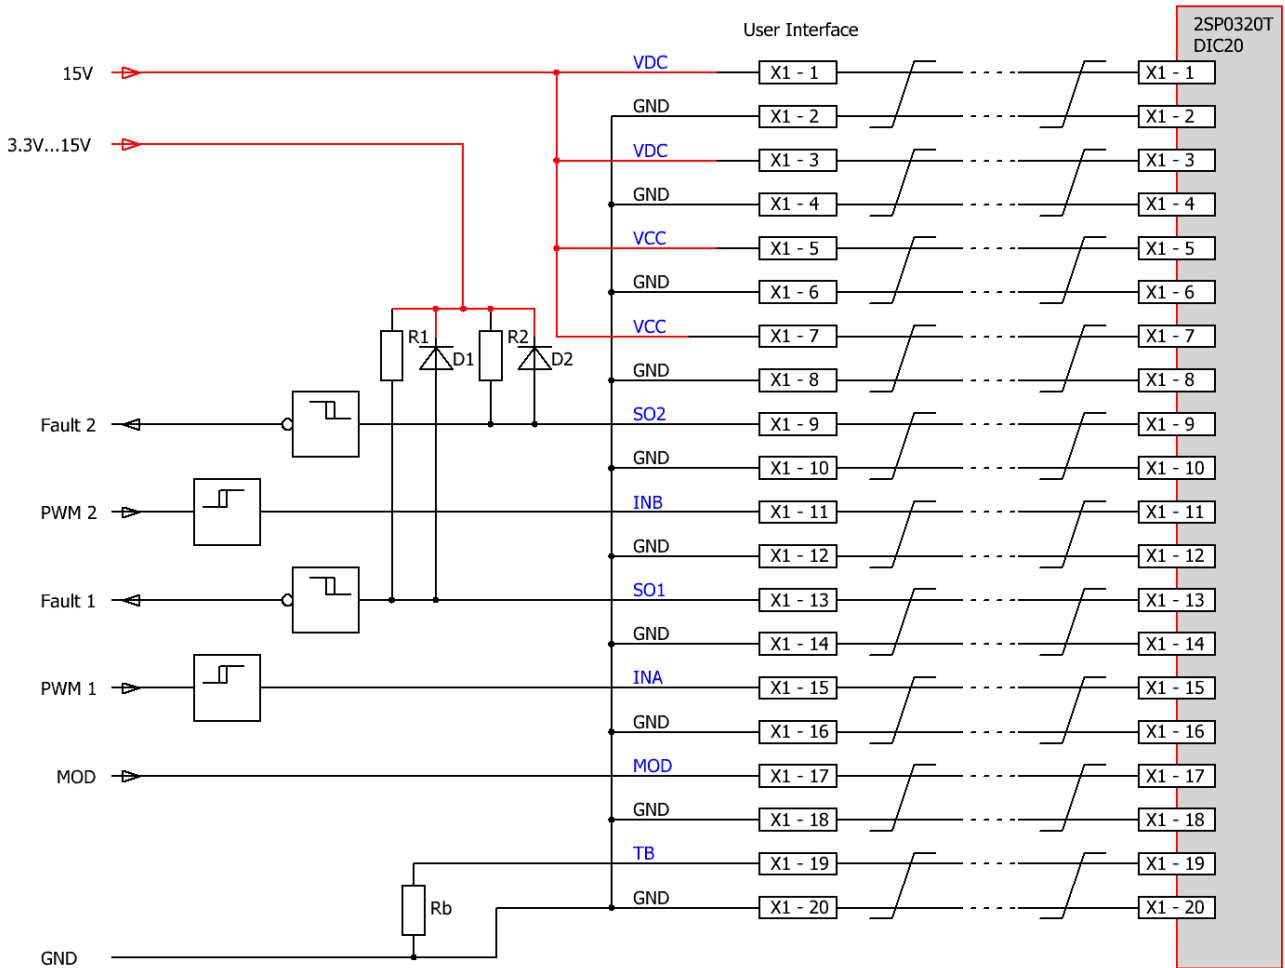 User Interface
2SP0320T
DIC20
15V
VDC
X1 - 1
X1 - 1
GND
X1 - 2
X1 - 2
3.3V...15V
VDC
X1 - 3
X1 - 3
GND
X1 - 4
X1 - 4
VCC
X1 - 5
X1 - 5
GND
X1 - 6
X1 - 6
R1
D1
R2
D2
VCC
X1 - 7
X1 - 7
GND
X1 - 8
X1 - 8
Fault 2
SO2
X1 - 9
X1 - 9
GND
X1 - 10
X1 - 10
PWM 2
INB
X1 - 11
X1 - 11
GND
X1 - 12
X1 - 12
Fault 1
SO1
X1 - 13
X1 - 13
GND
X1 - 14
X1 - 14
PWM 1
INA
X1 - 15
X1 - 15
GND
X1 - 16
X1 - 16
MOD
MOD
X1 - 17
X1 - 17
GND
X1 - 18
X1 - 18
TB
X1 - 19
X1 - 19
Rb
GND
X1 - 20
X1 - 20
GND